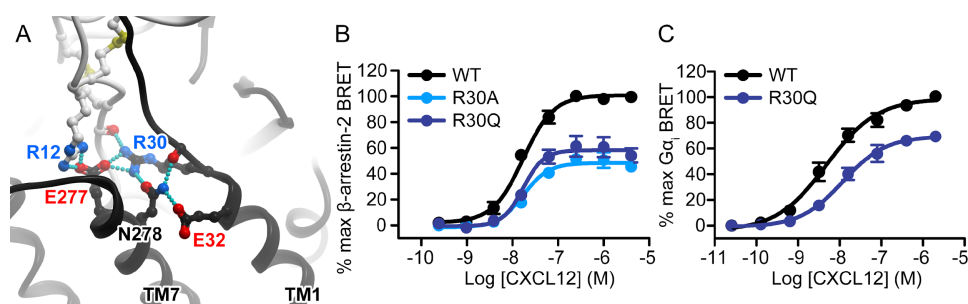 A
R12
R30
E277
N278
E32
TM7
TM1
B
% max β-arrestin-2 BRET
120
100
80
60
40
20
0
WT
R30A
R30Q
-10 -9 -8 -7 -6 -5
Log [CXCL12] (M)
C
% max Gαi BRET
120
100
80
60
40
20
0
WT
R30Q
-11 -10 -9 -8 -7 -6 -5
Log [CXCL12] (M)